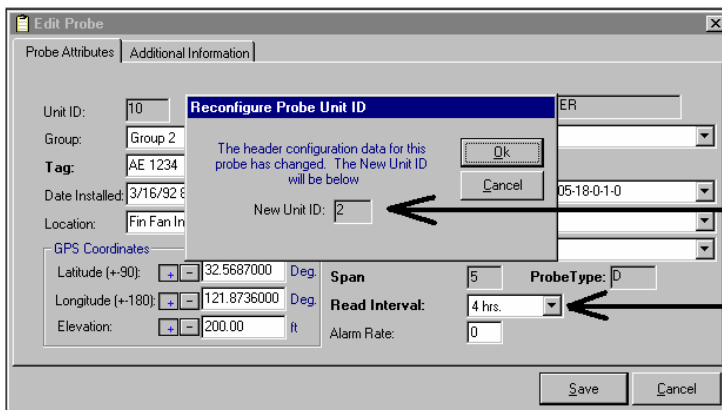 Edit Probe
Probe Attributes Additional Information
Unit ID: 10 ER
Group: Group 2
Tag: AE 1234
Date Installed: 3/16/92 8 05-18-0-1-0
Location: Fin Fan In
Reconfigure Probe Unit ID
The header configuration data for this
probe has changed. The New Unit ID
will be below
New Unit ID: 2
Ok
Cancel
GPS Coordinates
Latitude (+-90): + - 32.5687000 Deg.
Longitude (+-180): + - 121.8736000 Deg.
Elevation: + - 200.00 ft
Span 5 ProbeType: D
Read Interval: 4 hrs.
Alarm Rate: 0
Save Cancel